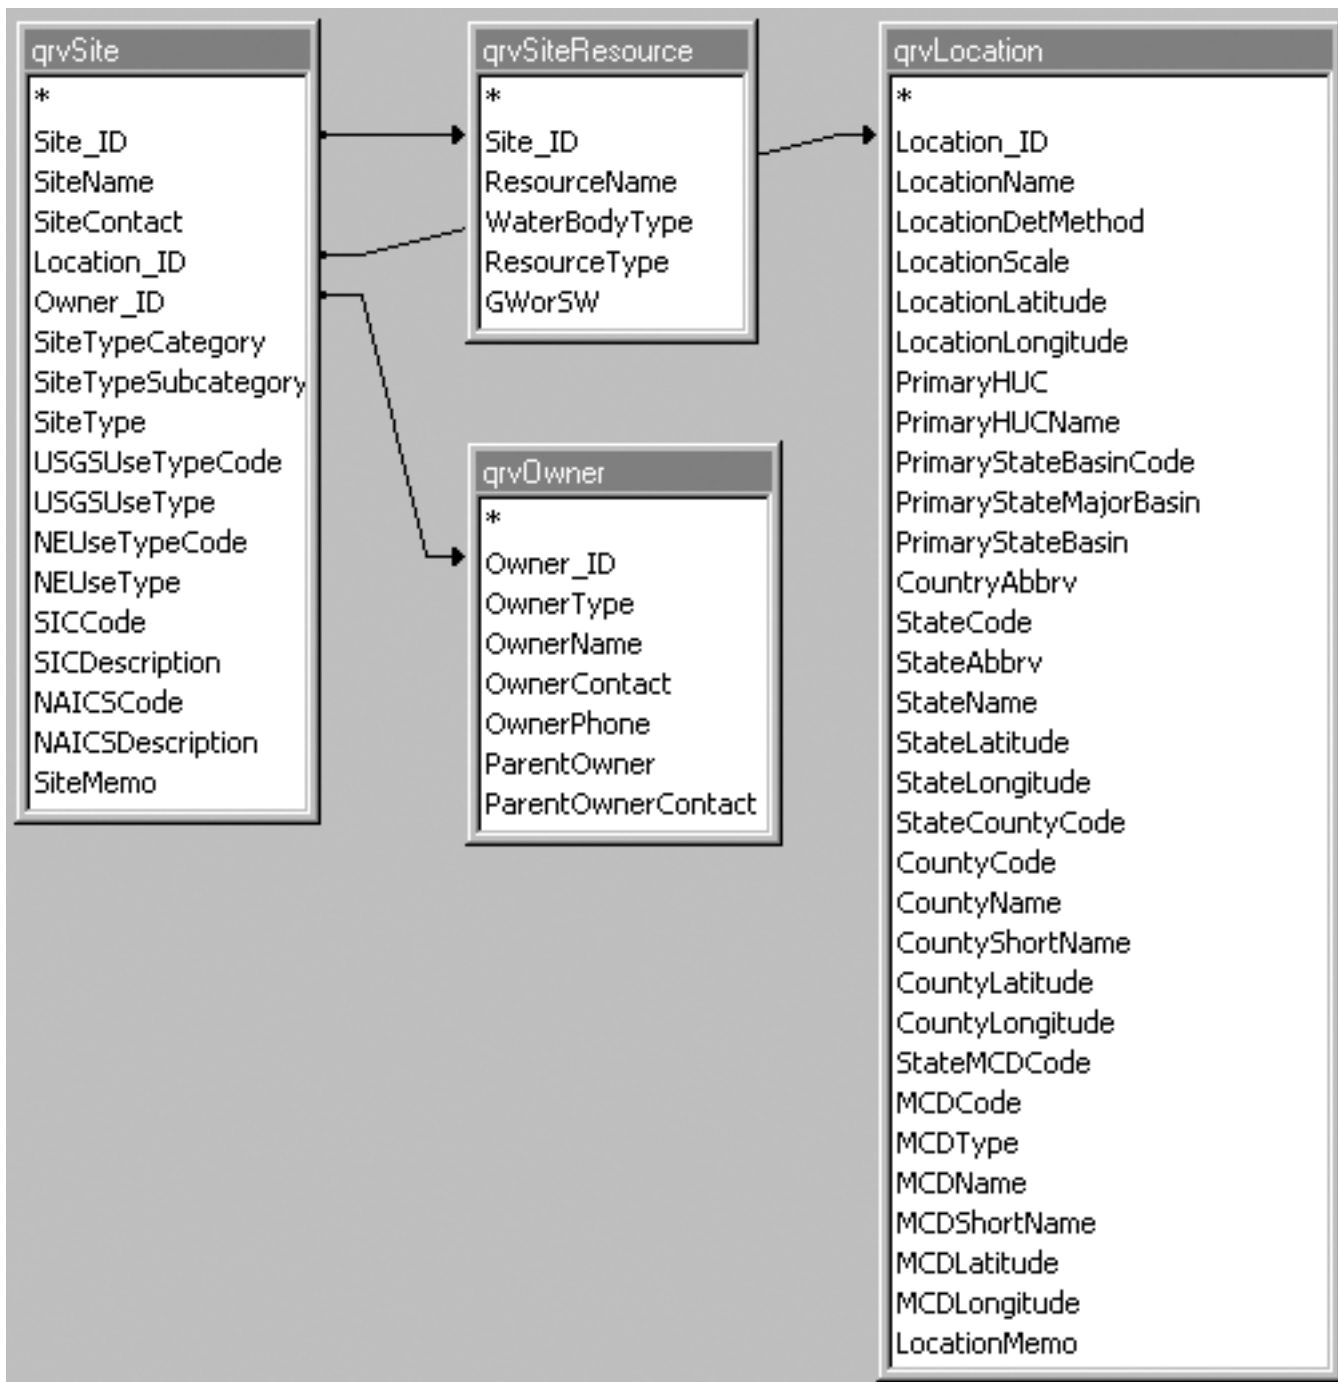 qrvSite
*
Site_ID
SiteName
SiteContact
Location_ID
Owner_ID
SiteTypeCategory
SiteTypeSubcategory
SiteType
USGSUseTypeCode
USGSUseType
NEUseTypeCode
NEUseType
SICCode
SICDescription
NAICSCode
NAICSDescription
SiteMemo
qrvSiteResource
*
Site_ID
ResourceName
WaterBodyType
ResourceType
GWorSW
qrvOwner
*
Owner_ID
OwnerType
OwnerName
OwnerContact
OwnerPhone
ParentOwner
ParentOwnerContact
qrvLocation
*
Location_ID
LocationName
LocationDetMethod
LocationScale
LocationLatitude
LocationLongitude
PrimaryHUC
PrimaryHUCName
PrimaryStateBasinCode
PrimaryStateMajorBasin
PrimaryStateBasin
CountryAbbrv
StateCode
StateAbbrv
StateName
StateLatitude
StateLongitude
StateCountyCode
CountyCode
CountyName
CountyShortName
CountyLatitude
CountyLongitude
StateMCDCode
MCDCode
MCDType
MCDName
MCDShortName
MCDLatitude
MCDLongitude
LocationMemo